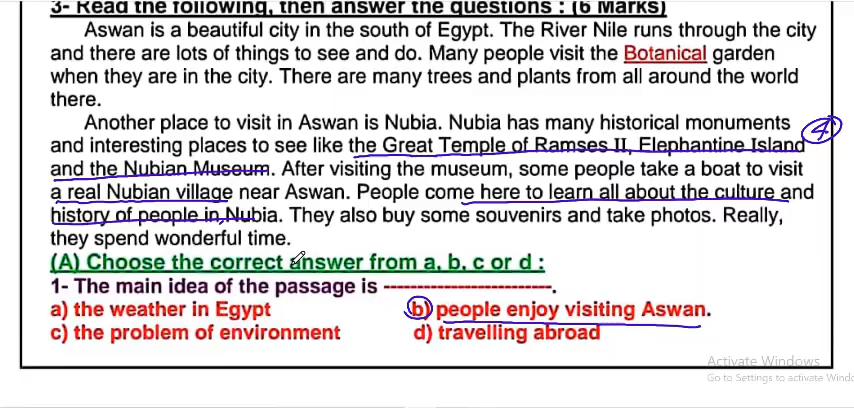 3- Read the following, then answer the questions : (6 Marks)
Aswan is a beautiful city in the south of Egypt. The River Nile runs through the city
and there are lots of things to see and do. Many people visit the Botanical garden
when they are in the city. There are many trees and plants from all around the world
there.
Another place to visit in Aswan is Nubia. Nubia has many historical monuments
4
and interesting places to see like the Great Temple of Ramses II, Elephantine Island
and the Nubian Museum. After visiting the museum, some people take a boat to visit
a real Nubian village near Aswan. People come here to learn all about the culture and
history of people in Nubia. They also buy some souvenirs and take photos. Really,
they spend wonderful time.
(A) Choose the correct answer from a, b, c or d :
1- The main idea of the passage is --------------------------.
a) the weather in Egypt b) people enjoy visiting Aswan.
c) the problem of environment d) travelling abroad
Activate Windows
Go to Settings to activate Windo